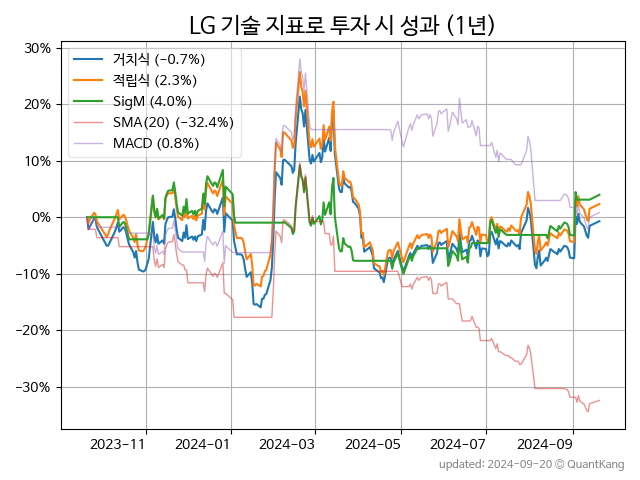 LG 기술 지표로 투자 시 성과 (1년)
30%
20%
10%
0%
−10%
−20%
−30%
거치식 (−0.7%)
적립식 (2.3%)
SigM (4.0%)
SMA(20) (−32.4%)
MACD (0.8%)
2023-11
2024-01
2024-03
2024-05
2024-07
2024-09
updated: 2024-09-20 © QuantKang